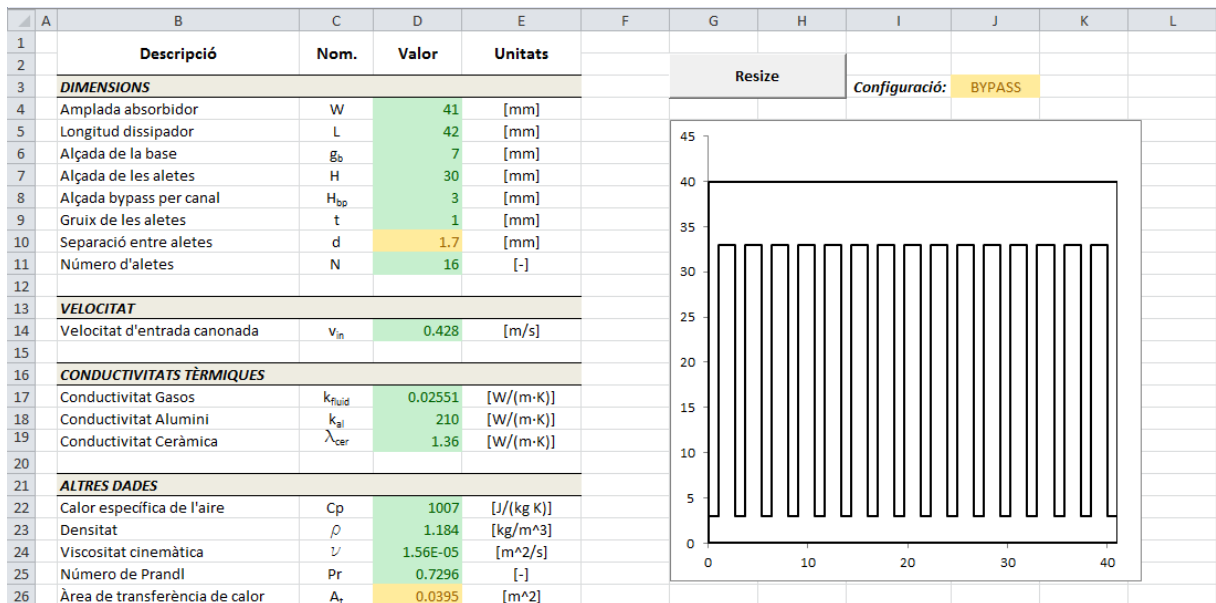 A B C D E F G H I J K L
1
2 Descripció Nom. Valor Unitats Resize
3 DIMENSIONS Configuració: BYPASS
4 Amplada absorbidor W 41 [mm]
5 Longitud dissipador L 42 [mm]
6 Alçada de la base gb 7 [mm]
7 Alçada de les aletes H 30 [mm]
8 Alçada bypass per canal Hbp 3 [mm]
9 Gruix de les aletes t 1 [mm]
10 Separació entre aletes d 1.7 [mm]
11 Número d'aletes N 16 [-]
12
13 VELOCITAT
14 Velocitat d'entrada canonada vin 0.428 [m/s]
15
16 CONDUCTIVITATS TÈRMIQUES
17 Conductivitat Gasos kfluid 0.02551 [W/(m·K)]
18 Conductivitat Alumini kal 210 [W/(m·K)]
19 Conductivitat Ceràmica λcer 1.36 [W/(m·K)]
20
21 ALTRES DADES
22 Calor específica de l'aire Cp 1007 [J/(kg K)]
23 Densitat ρ 1.184 [kg/m^3]
24 Viscositat cinemàtica ν 1.56E-05 [m^2/s]
25 Número de Prandl Pr 0.7296 [-]
26 Àrea de transferència de calor At 0.0395 [m^2]
45
40
35
30
25
20
15
10
5
0
0 10 20 30 40